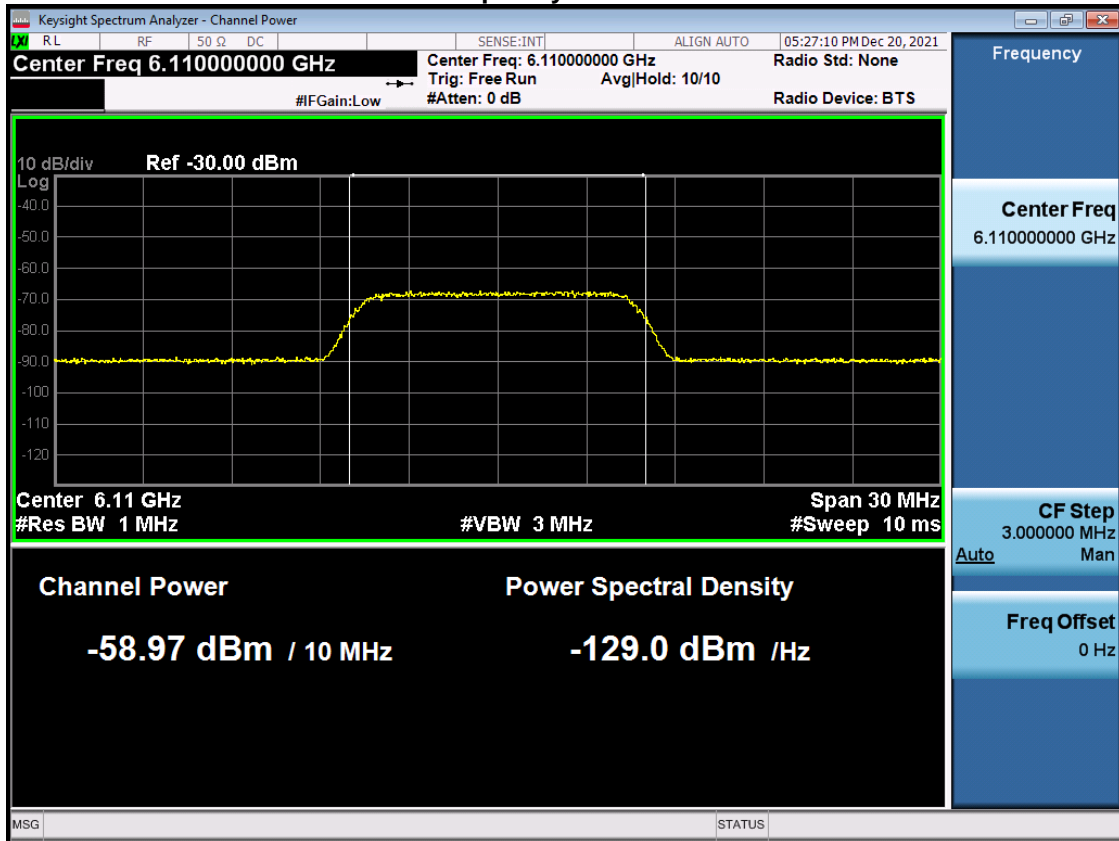 Keysight Spectrum Analyzer - Channel Power
LXI RL RF 50 Ω DC SENSE:INT ALIGN AUTO 05:27:10 PM Dec 20, 2021
Center Freq 6.110000000 GHz
#IFGain:Low
Center Freq: 6.110000000 GHz
Trig: Free Run Avg|Hold: 10/10
#Atten: 0 dB
Radio Std: None
Radio Device: BTS
10 dB/div Ref -30.00 dBm
Log
-40.0
-50.0
-60.0
-70.0
-80.0
-90.0
-100
-110
-120
Center 6.11 GHz Span 30 MHz
#Res BW 1 MHz #VBW 3 MHz #Sweep 10 ms
Channel Power Power Spectral Density
-58.97 dBm / 10 MHz -129.0 dBm /Hz
MSG STATUS
Frequency
Center Freq
6.110000000 GHz
CF Step
3.000000 MHz
Auto Man
Freq Offset
0 Hz